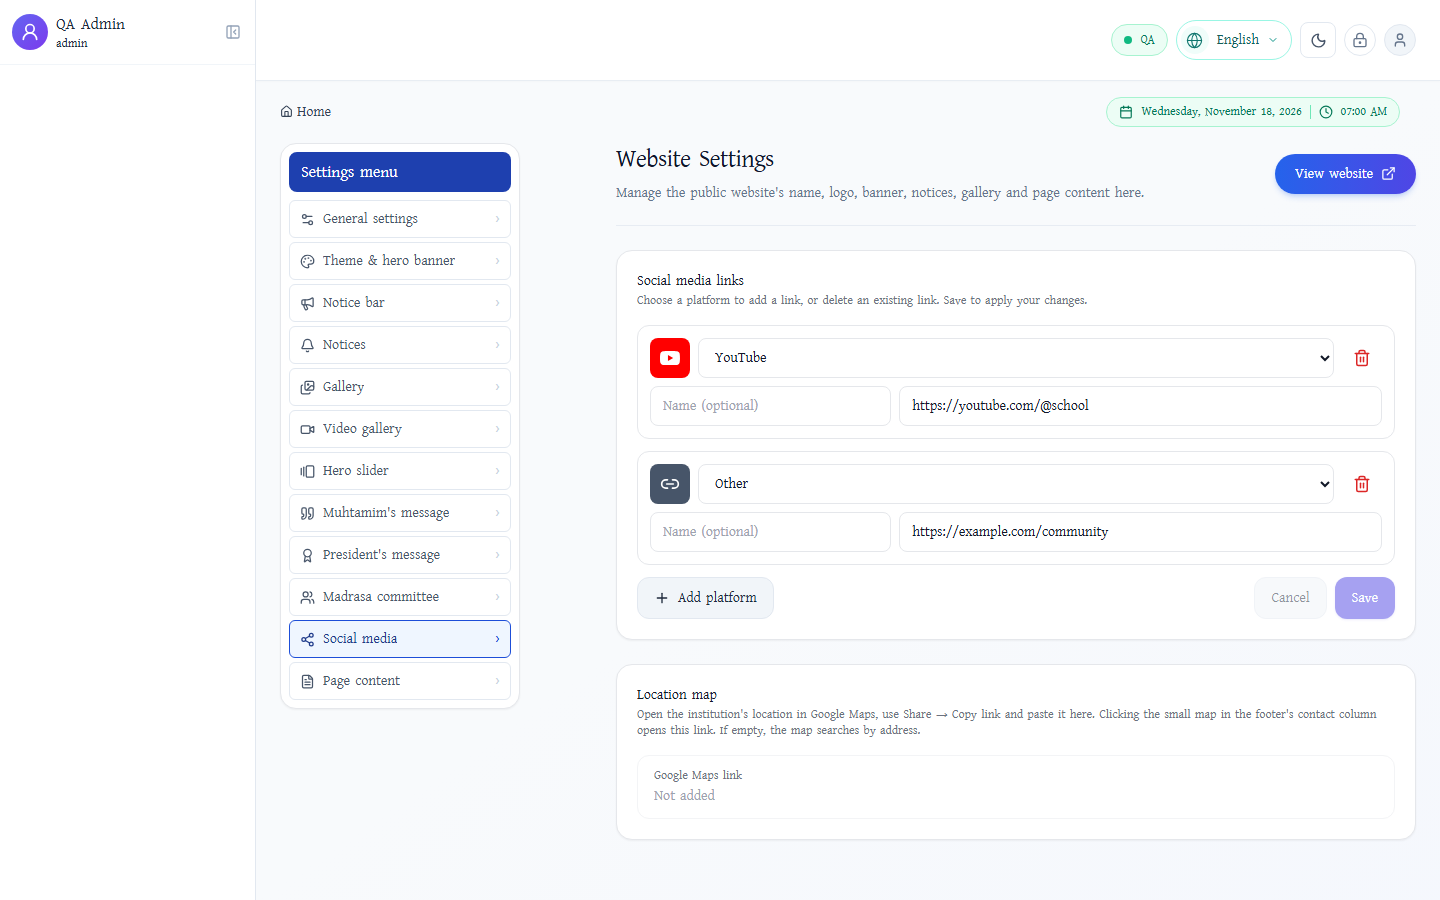 QA Admin
admin
QA
English
Home
Wednesday, November 18, 2026
07:00 AM
Settings menu
General settings
Theme & hero banner
Notice bar
Notices
Gallery
Video gallery
Hero slider
Muhtamim's message
President's message
Madrasa committee
Social media
Page content
Website Settings
Manage the public website's name, logo, banner, notices, gallery and page content here.
View website
Social media links
Choose a platform to add a link, or delete an existing link. Save to apply your changes.
YouTube
Name (optional)
https://youtube.com/@school
Other
Name (optional)
https://example.com/community
Add platform
Cancel
Save
Location map
Open the institution's location in Google Maps, use Share → Copy link and paste it here. Clicking the small map in the footer's contact column
opens this link. If empty, the map searches by address.
Google Maps link
Not added